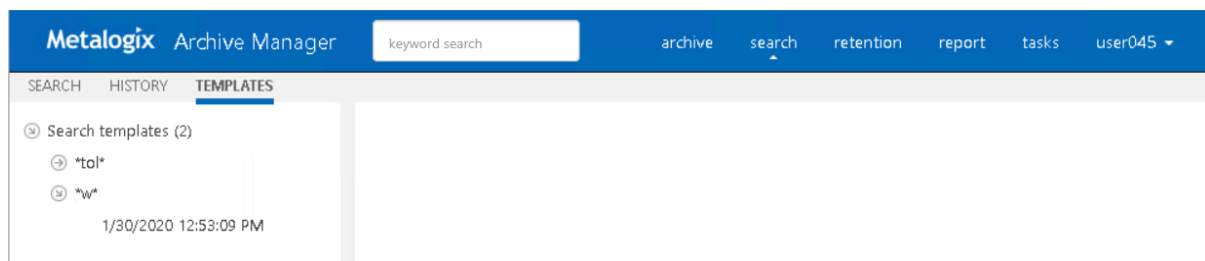 Metalogix Archive Manager keyword search archive search retention report tasks user045
SEARCH HISTORY TEMPLATES
Search templates (2)
*tol*
*w*
1/30/2020 12:53:09 PM